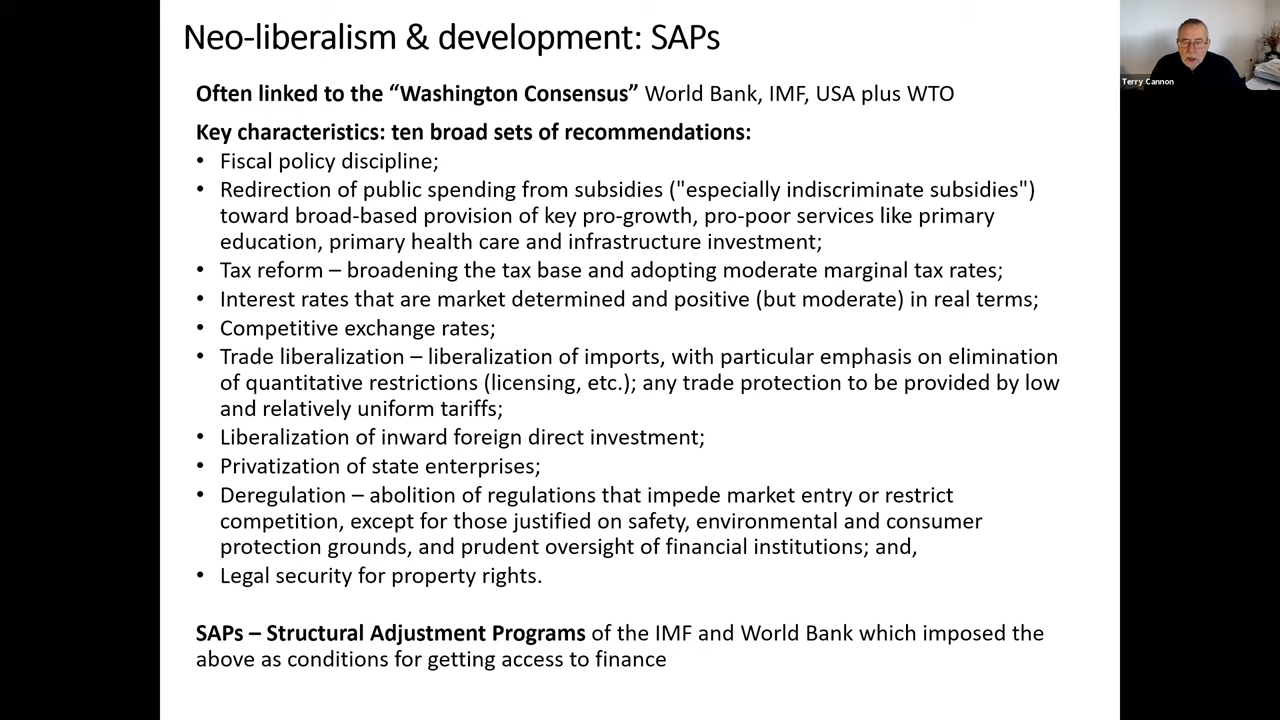 Neo-liberalism & development: SAPs
Terry Cannon
Often linked to the “Washington Consensus” World Bank, IMF, USA plus WTO
Key characteristics: ten broad sets of recommendations:
• Fiscal policy discipline;
• Redirection of public spending from subsidies ("especially indiscriminate subsidies")
toward broad-based provision of key pro-growth, pro-poor services like primary
education, primary health care and infrastructure investment;
• Tax reform – broadening the tax base and adopting moderate marginal tax rates;
• Interest rates that are market determined and positive (but moderate) in real terms;
• Competitive exchange rates;
• Trade liberalization – liberalization of imports, with particular emphasis on elimination
of quantitative restrictions (licensing, etc.); any trade protection to be provided by low
and relatively uniform tariffs;
• Liberalization of inward foreign direct investment;
• Privatization of state enterprises;
• Deregulation – abolition of regulations that impede market entry or restrict
competition, except for those justified on safety, environmental and consumer
protection grounds, and prudent oversight of financial institutions; and,
• Legal security for property rights.
SAPs – Structural Adjustment Programs of the IMF and World Bank which imposed the
above as conditions for getting access to finance